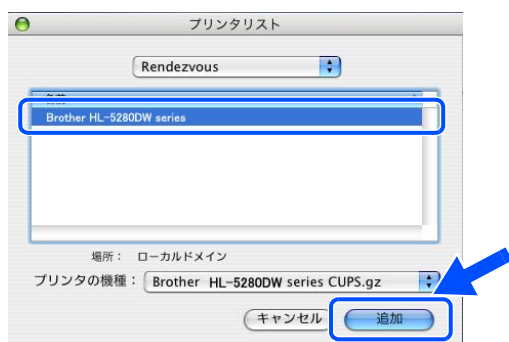 プリンタリスト
Rendezvous
Brother HL-5280DW series
場所： ローカルドメイン
プリンタの機種： Brother HL-5280DW series CUPS.gz
キャンセル 追加